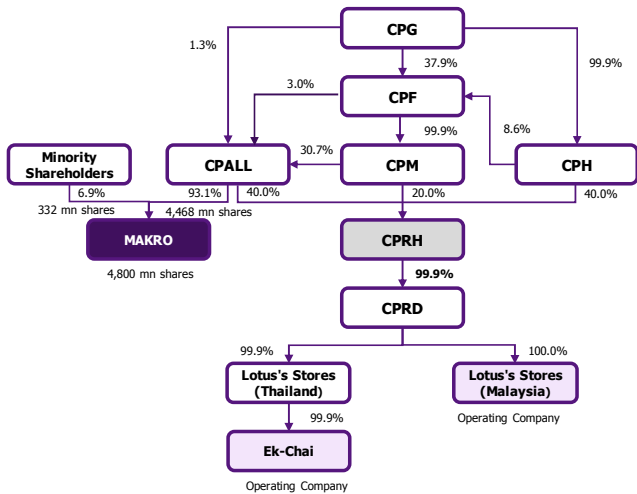 CPG
1.3%
37.9%
99.9%
3.0%
CPF
99.9%
8.6%
Minority
Shareholders
CPALL
30.7%
CPM
CPH
6.9%
93.1%
40.0%
20.0%
40.0%
332 mn shares
4,468 mn shares
MAKRO
CPRH
4,800 mn shares
99.9%
CPRD
99.9%
100.0%
Lotus's Stores
(Thailand)
Lotus's Stores
(Malaysia)
99.9%
Operating Company
Ek-Chai
Operating Company